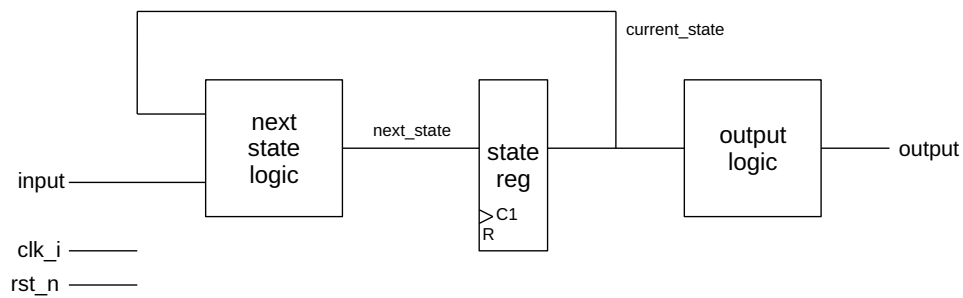 current_state
next
state
logic
next_state
state
reg
C1
R
output
logic
output
input
clk_i
rst_n